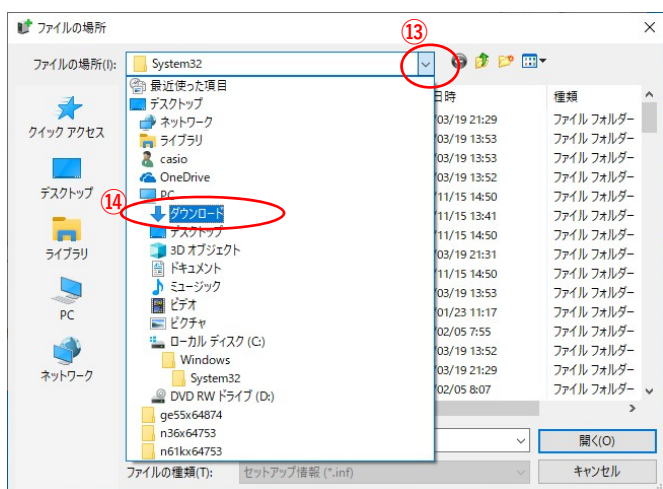 ファイルの場所
⑬
ファイルの場所(I):
System32
最近使った項目
デスクトップ
ネットワーク
ライブラリ
casio
OneDrive
PC
⑭
ダウンロード
デスクトップ
3D オブジェクト
ドキュメント
ミュージック
ビデオ
ピクチャ
ローカル ディスク (C:)
Windows
System32
DVD RW ドライブ (D:)
ge55x64874
n36x64753
n61kx64753
クイック アクセス
デスクトップ
ライブラリ
PC
ネットワーク
日時 種類
/03/19 21:29 ファイル フォルダー
/03/19 13:53 ファイル フォルダー
/03/19 13:53 ファイル フォルダー
/03/19 13:52 ファイル フォルダー
/11/15 14:50 ファイル フォルダー
/11/15 13:41 ファイル フォルダー
/11/15 14:50 ファイル フォルダー
/03/19 21:31 ファイル フォルダー
/11/15 14:50 ファイル フォルダー
/03/19 13:53 ファイル フォルダー
/01/23 11:17 ファイル フォルダー
/02/05 7:55 ファイル フォルダー
/03/19 13:52 ファイル フォルダー
/03/19 21:29 ファイル フォルダー
/02/05 8:07 ファイル フォルダー
開く(O)
ファイルの種類(T): セットアップ情報 (*.inf) キャンセル